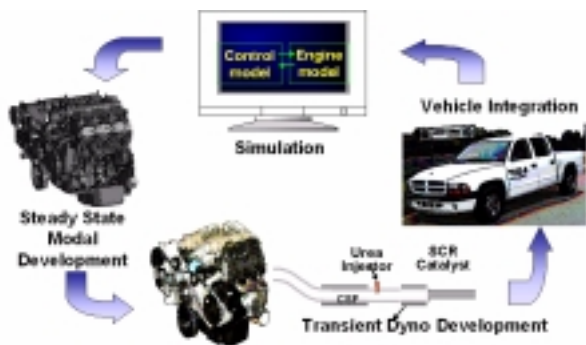 Control
model
Engine
model
Simulation
Vehicle Integration
Steady State
Modal
Development
Urea
Injector
SCR
Catalyst
CSF
Transient Dyno Development